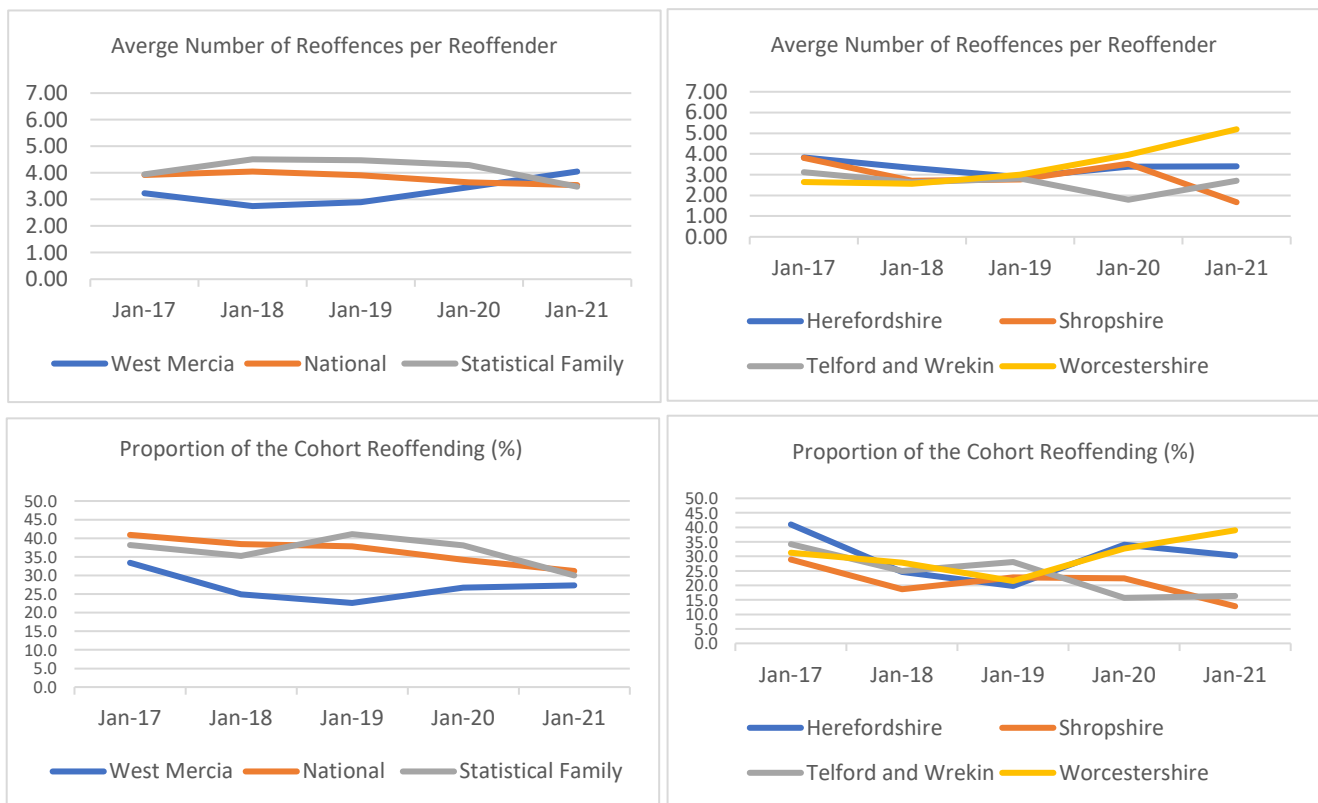 Averge Number of Reoffences per Reoffender
7.00
6.00
5.00
4.00
3.00
2.00
1.00
0.00
Jan-17 Jan-18 Jan-19 Jan-20 Jan-21
West Mercia National Statistical Family
Averge Number of Reoffences per Reoffender
7.00
6.00
5.00
4.00
3.00
2.00
1.00
0.00
Jan-17 Jan-18 Jan-19 Jan-20 Jan-21
Herefordshire Shropshire
Telford and Wrekin Worcestershire
Proportion of the Cohort Reoffending (%)
50.0
45.0
40.0
35.0
30.0
25.0
20.0
15.0
10.0
5.0
0.0
Jan-17 Jan-18 Jan-19 Jan-20 Jan-21
West Mercia National Statistical Family
Proportion of the Cohort Reoffending (%)
50.0
45.0
40.0
35.0
30.0
25.0
20.0
15.0
10.0
5.0
0.0
Jan-17 Jan-18 Jan-19 Jan-20 Jan-21
Herefordshire Shropshire
Telford and Wrekin Worcestershire